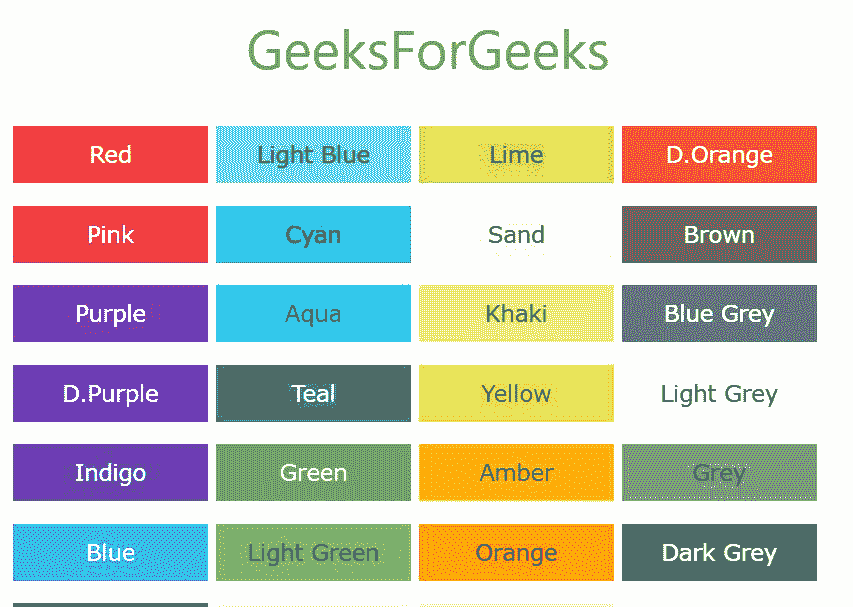 GeeksForGeeks
Red Light Blue Lime D.Orange
Pink Cyan Sand Brown
Purple Aqua Khaki Blue Grey
D.Purple Teal Yellow Light Grey
Indigo Green Amber Grey
Blue Light Green Orange Dark Grey